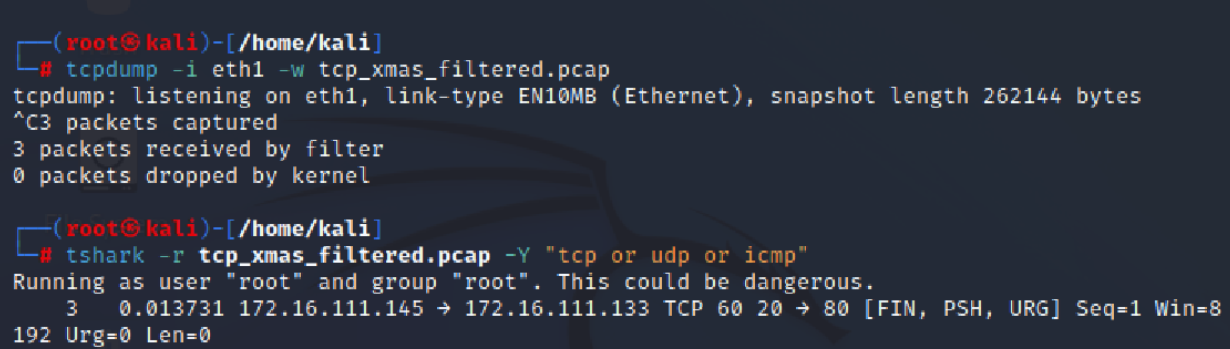 ┌──(root㉿kali)-[/home/kali]
└─# tcpdump -i eth1 -w tcp_xmas_filtered.pcap
tcpdump: listening on eth1, link-type EN10MB (Ethernet), snapshot length 262144 bytes
^C3 packets captured
3 packets received by filter
0 packets dropped by kernel
┌──(root㉿kali)-[/home/kali]
└─# tshark -r tcp_xmas_filtered.pcap -Y "tcp or udp or icmp"
Running as user "root" and group "root". This could be dangerous.
    3   0.013731 172.16.111.145 → 172.16.111.133 TCP 60 20 → 80 [FIN, PSH, URG] Seq=1 Win=8
192 Urg=0 Len=0